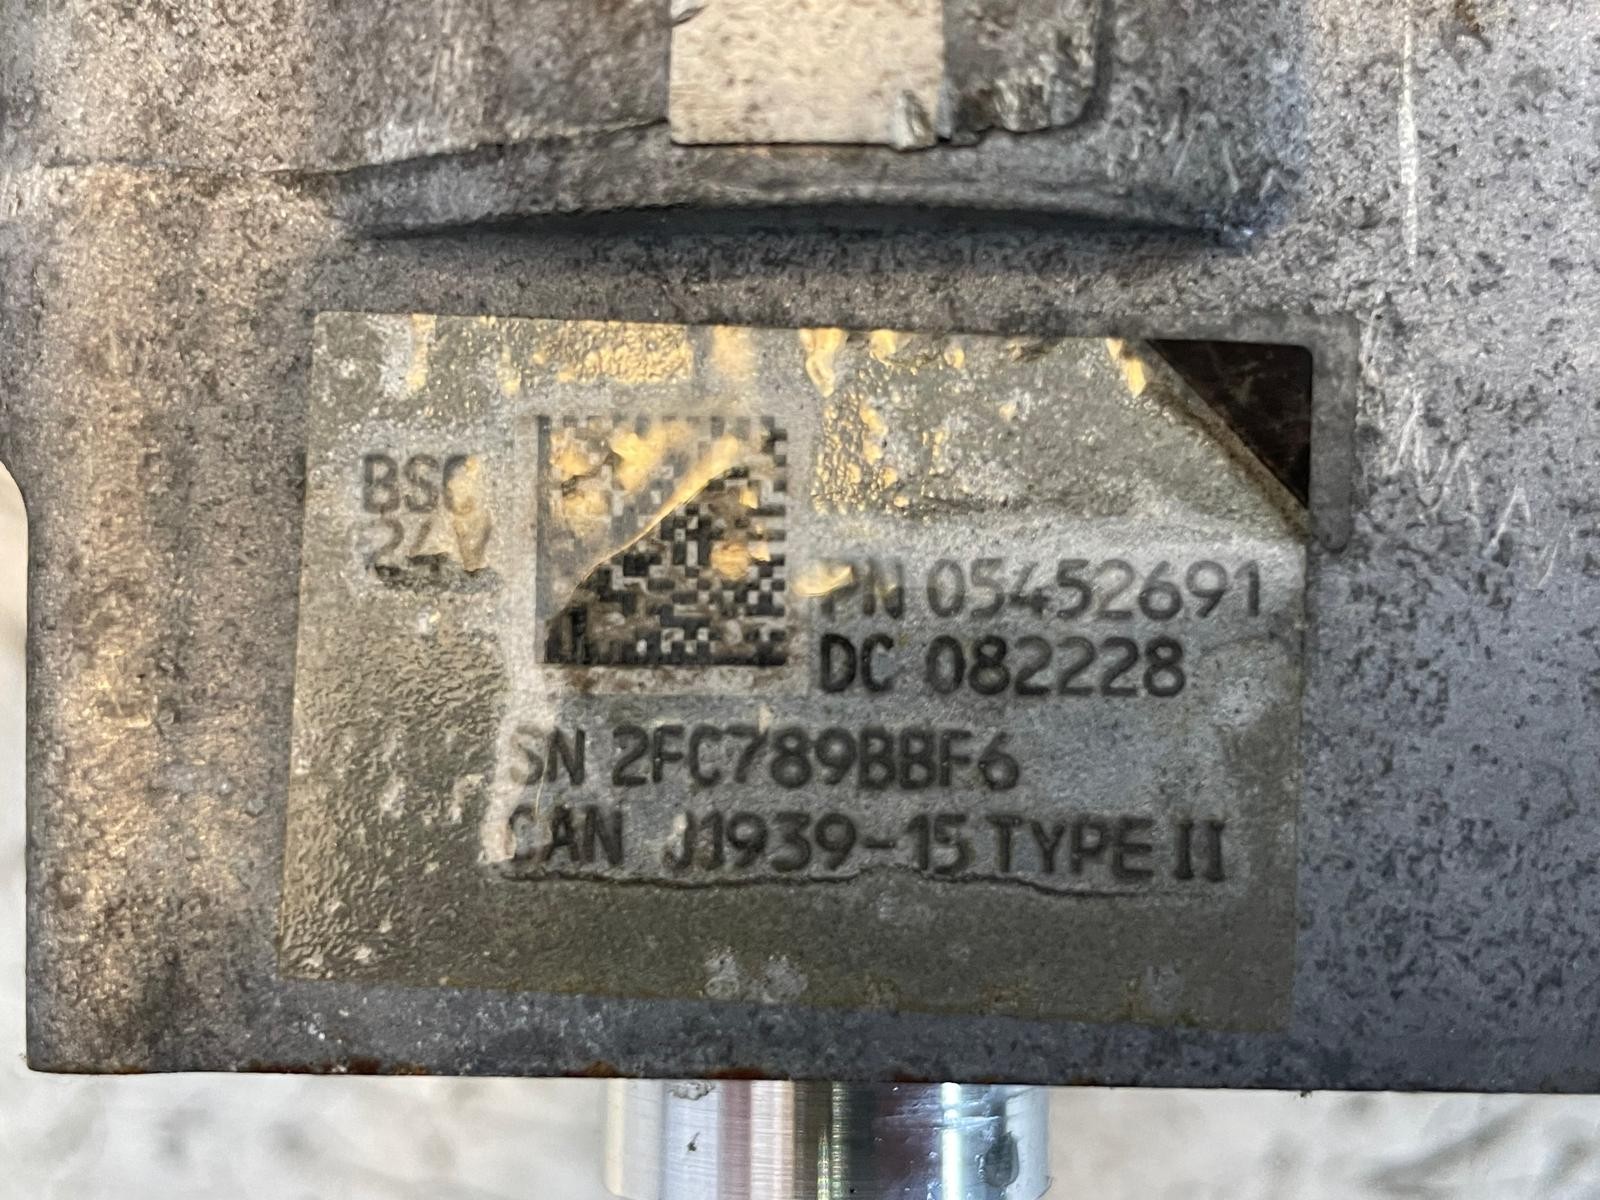 BSC
24V
PN 05452691
DC 082228
SN 2FC789BBF6
CAN J1939-15 TYPE II